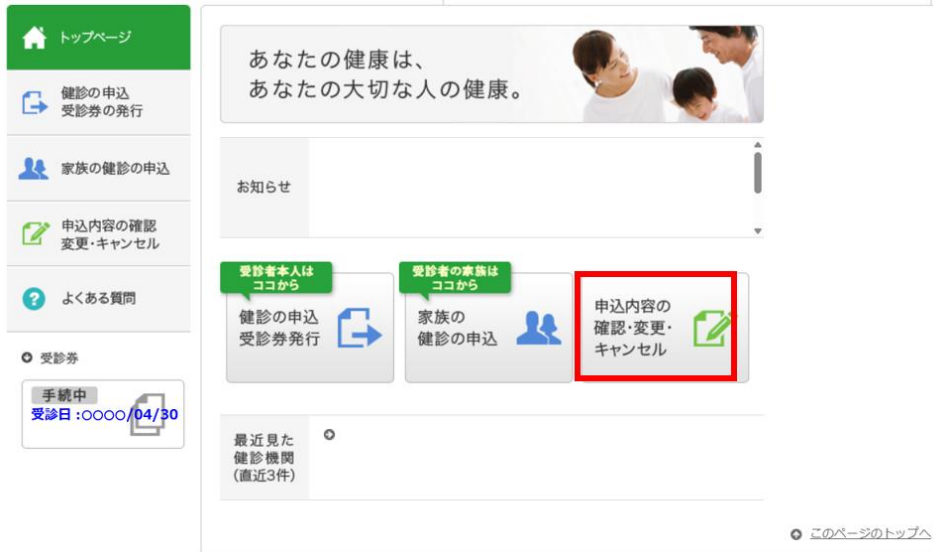 トップページ
健診の申込
受診券の発行
家族の健診の申込
申込内容の確認
変更・キャンセル
よくある質問
受診券
手続中
受診日:○○○○/04/30
あなたの健康は、
あなたの大切な人の健康。
お知らせ
受診者本人は
ココから
健診の申込
受診券発行
受診者の家族は
ココから
家族の
健診の申込
申込内容の
確認・変更・
キャンセル
最近見た
健診機関
(直近3件)
このページのトップへ